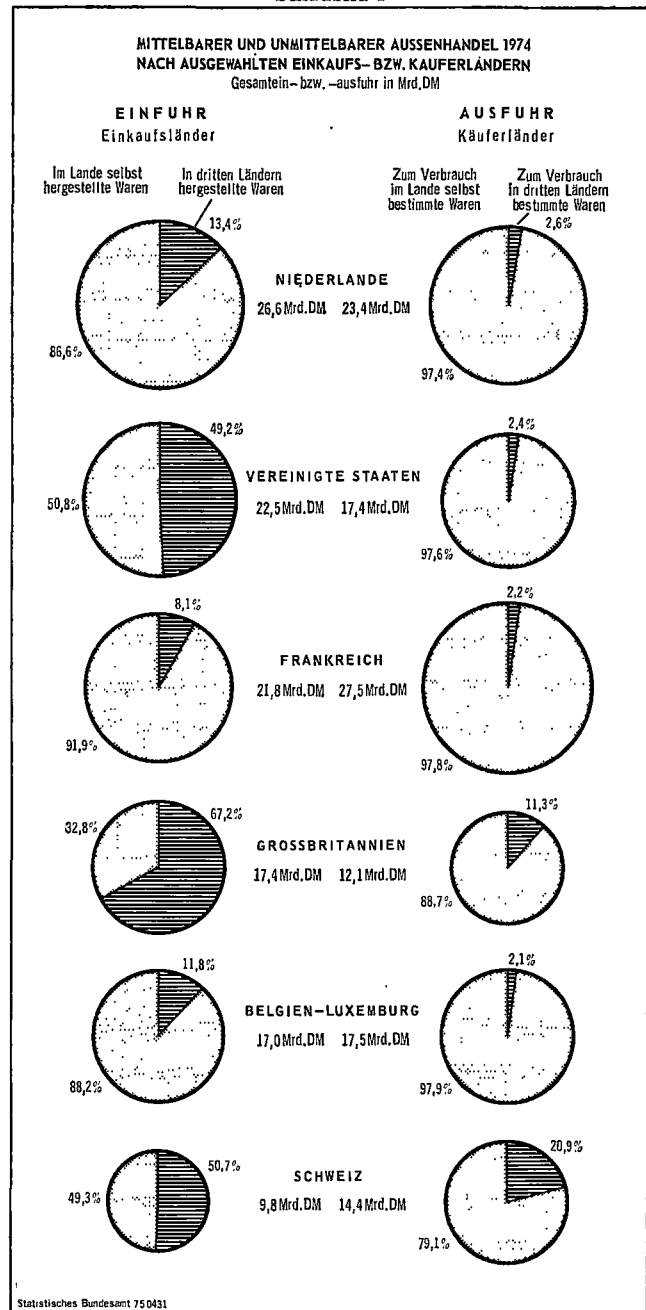 MITTELBARER UND UNMITTELBARER AUSSENHANDEL 1974
NACH AUSGEWÄHLTEN EINKAUFS- BZW. KÄUFERLÄNDERN
Gesamtein- bzw. -ausfuhr in Mrd.DM
EINFUHR
Einkaufsländer
AUSFUHR
Käuferländer
Im Lande selbst
hergestellte Waren
In dritten Ländern
hergestellte Waren
Zum Verbrauch
im Lande selbst
bestimmte Waren
Zum Verbrauch
in dritten Ländern
bestimmte Waren
13,4%
86,6%
NIEDERLANDE
26,6 Mrd.DM 23,4 Mrd.DM
2,6%
97,4%
49,2%
50,8%
VEREINIGTE STAATEN
22,5 Mrd.DM 17,4 Mrd.DM
2,4%
97,6%
8,1%
91,9%
FRANKREICH
21,8 Mrd.DM 27,5 Mrd.DM
2,2%
97,8%
32,8%
67,2%
GROSSBRITANNIEN
17,4 Mrd.DM 12,1 Mrd.DM
11,3%
88,7%
11,8%
88,2%
BELGIEN-LUXEMBURG
17,0 Mrd.DM 17,5 Mrd.DM
2,1%
97,9%
50,7%
49,3%
SCHWEIZ
9,8 Mrd.DM 14,4 Mrd.DM
20,9%
79,1%
Statistisches Bundesamt 75 0431